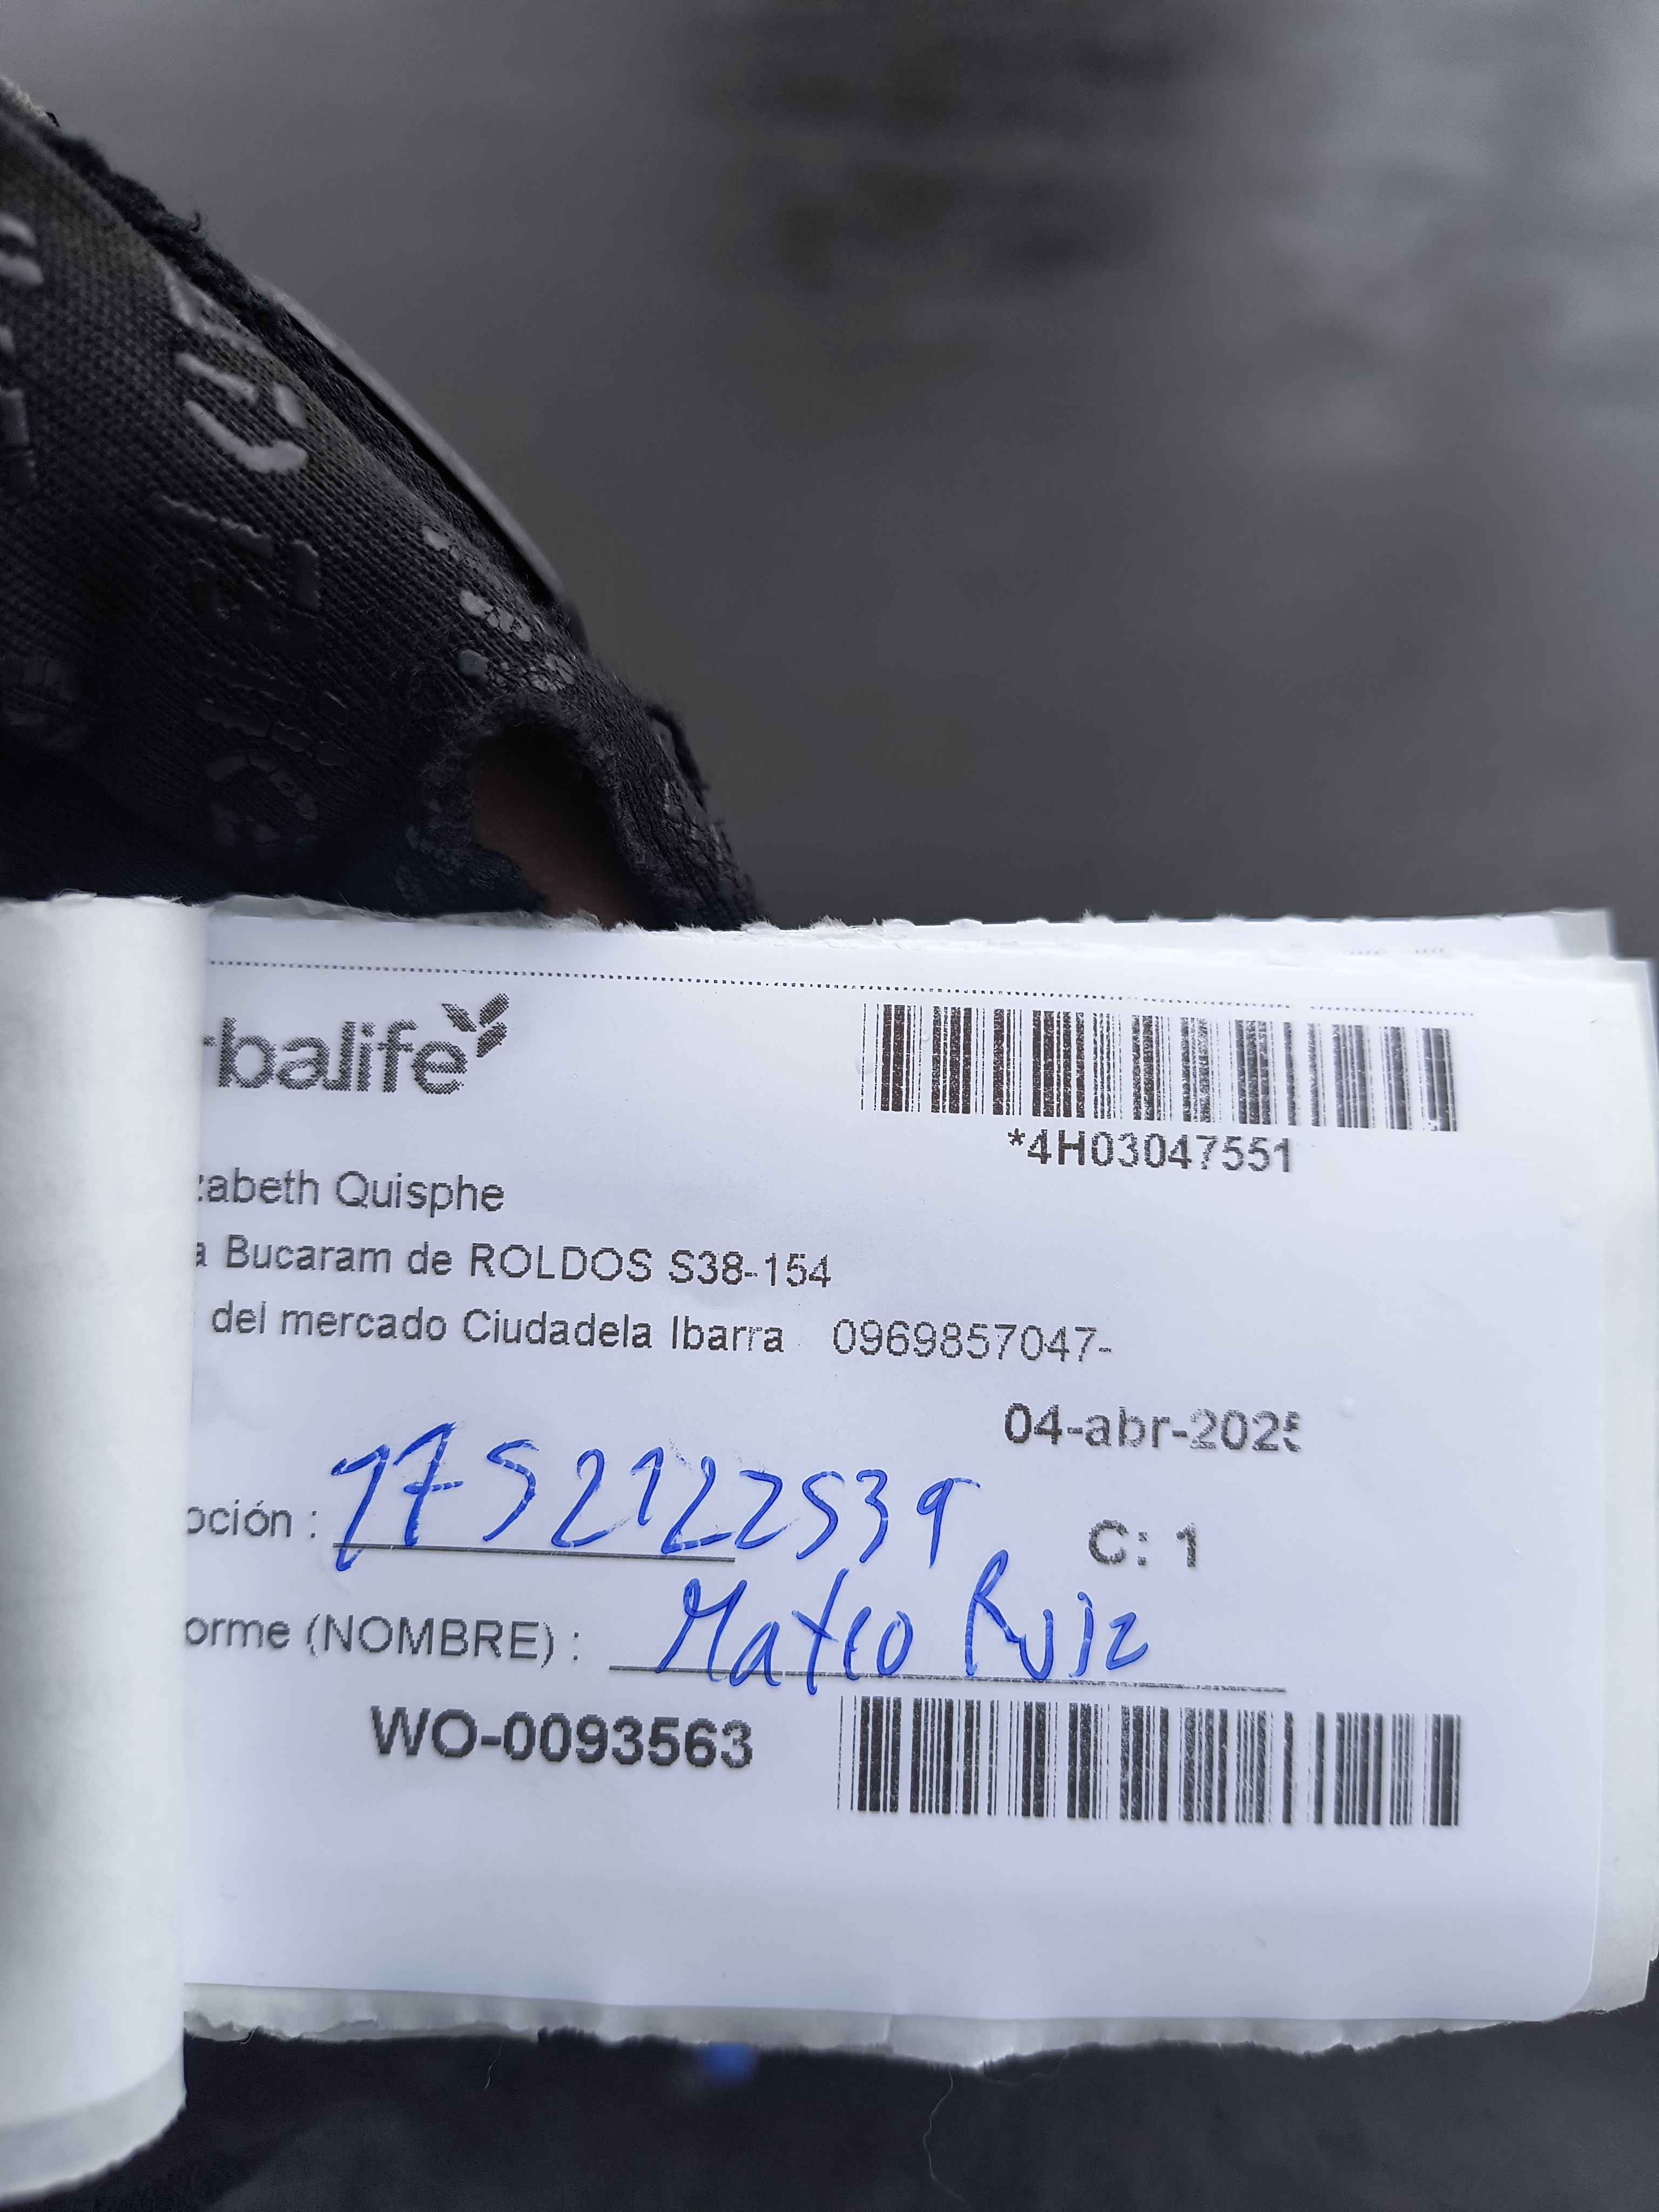 rbalife
*4H03047551
zabeth Quisphe
a Bucaram de ROLDOS S38-154
del mercado Ciudadela Ibarra 0969857047-
04-abr-2025
pción : 1752122539
C: 1
orme (NOMBRE) : Mateo Ruiz
WO-0093563